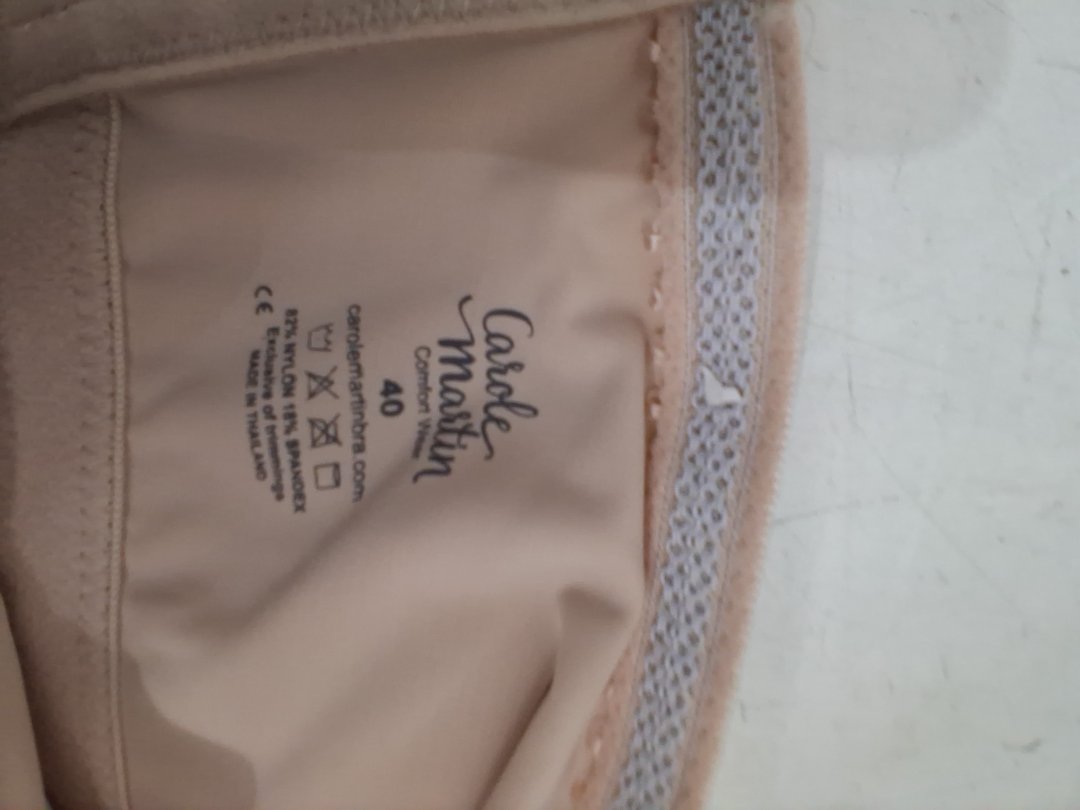 Carole
Martin
Comfort Wear
40
carolemartinbra.com
82% NYLON 18% SPANDEX
CE Exclusive of trimmings
MADE IN THAILAND